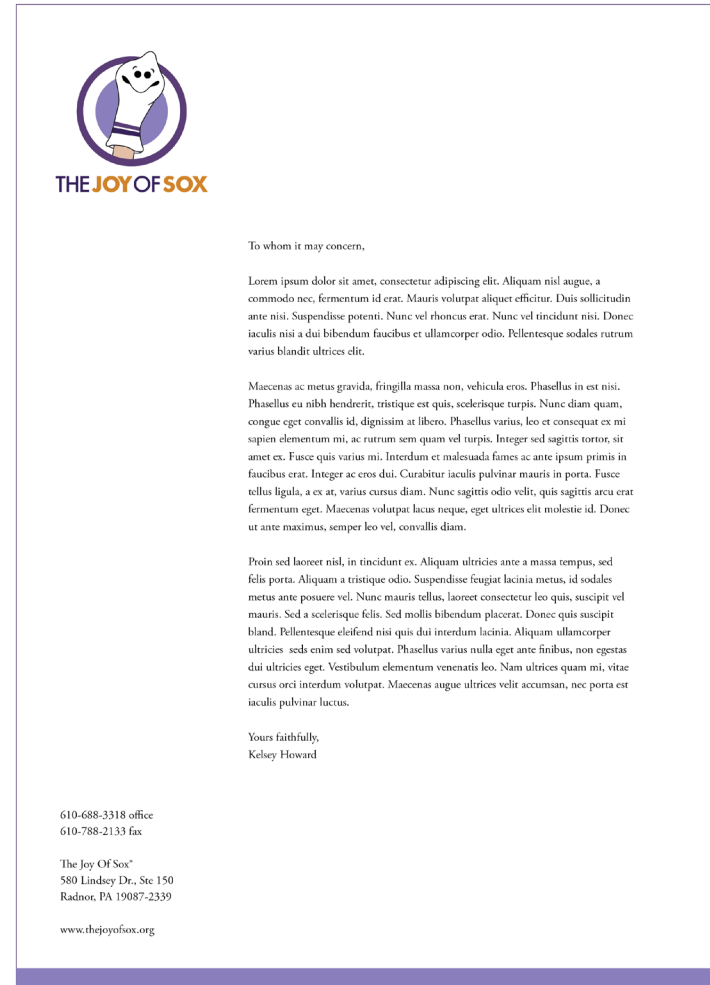 THE JOY OF SOX
To whom it may concern,
Lorem ipsum dolor sit amet, consectetur adipiscing elit. Aliquam nisl augue, a
commodo nec, fermentum id erat. Mauris volutpat aliquet efficitur. Duis sollicitudin
ante nisi. Suspendisse potenti. Nunc vel rhoncus erat. Nunc vel tincidunt nisi. Donec
iaculis nisi a dui bibendum faucibus et ullamcorper odio. Pellentesque sodales rutrum
varius blandit ultrices elit.
Maecenas ac metus gravida, fringilla massa non, vehicula eros. Phasellus in est nisi.
Phasellus eu nibh hendrerit, tristique est quis, scelerisque turpis. Nunc diam quam,
congue eget convallis id, dignissim at libero. Phasellus varius, leo et consequat ex mi
sapien elementum mi, ac rutrum sem quam vel turpis. Integer sed sagittis tortor, sit
amet ex. Fusce quis varius mi. Interdum et malesuada fames ac ante ipsum primis in
faucibus erat. Integer ac eros dui. Curabitur iaculis pulvinar mauris in porta. Fusce
tellus ligula, a ex at, varius cursus diam. Nunc sagittis odio velit, quis sagittis arcu erat
fermentum eget. Maecenas volutpat lacus neque, eget ultrices elit molestie id. Donec
ut ante maximus, semper leo vel, convallis diam.
Proin sed laoreet nisl, in tincidunt ex. Aliquam ultricies ante a massa tempus, sed
felis porta. Aliquam a tristique odio. Suspendisse feugiat lacinia metus, id sodales
metus ante posuere vel. Nunc mauris tellus, laoreet consectetur leo quis, suscipit vel
mauris. Sed a scelerisque felis. Sed mollis bibendum placerat. Donec quis suscipit
bland. Pellentesque eleifend nisi quis dui interdum lacinia. Aliquam ullamcorper
ultricies seds enim sed volutpat. Phasellus varius nulla eget ante finibus, non egestas
dui ultricies eget. Vestibulum elementum venenatis leo. Nam ultrices quam mi, vitae
cursus orci interdum volutpat. Maecenas augue ultrices velit accumsan, nec porta est
iaculis pulvinar luctus.
Yours faithfully,
Kelsey Howard
610-688-3318 office
610-788-2133 fax
The Joy Of Sox®
580 Lindsey Dr., Ste 150
Radnor, PA 19087-2339
www.thejoyofsox.org